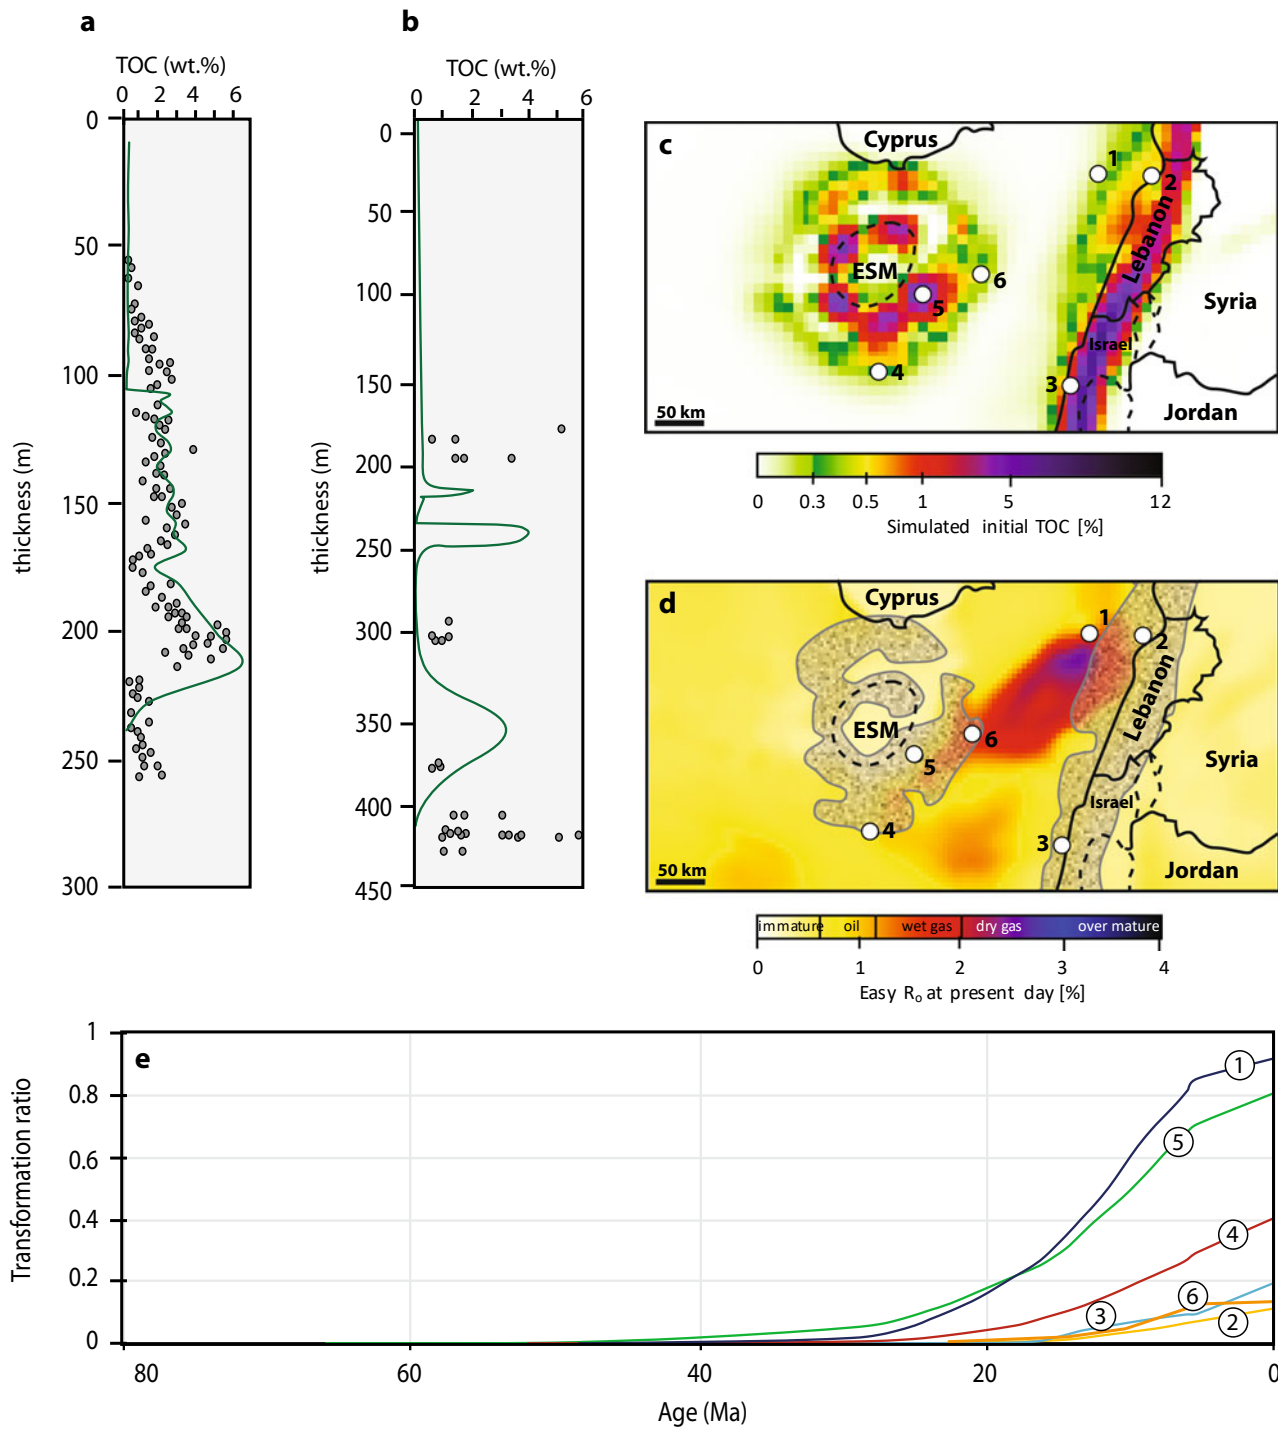 a
TOC (wt.%)
0 2 4 6
0
50
100
150
200
250
300
thickness (m)
b
TOC (wt.%)
0 2 4 6
0
50
100
150
200
250
300
350
400
450
thickness (m)
c
Cyprus
ESM
Lebanon
Israel
Syria
Jordan
1
2
3
4
5
6
50 km
0 0.3 0.5 1 5 12
Simulated initial TOC [%]
d
Cyprus
ESM
Lebanon
Israel
Syria
Jordan
1
2
3
4
5
6
50 km
immature oil wet gas dry gas over mature
0 1 2 3 4
Easy Ro at present day [%]
e
Transformation ratio
1
0.8
0.6
0.4
0.2
0
1
5
4
6
3
2
80 60 40 20 0
Age (Ma)